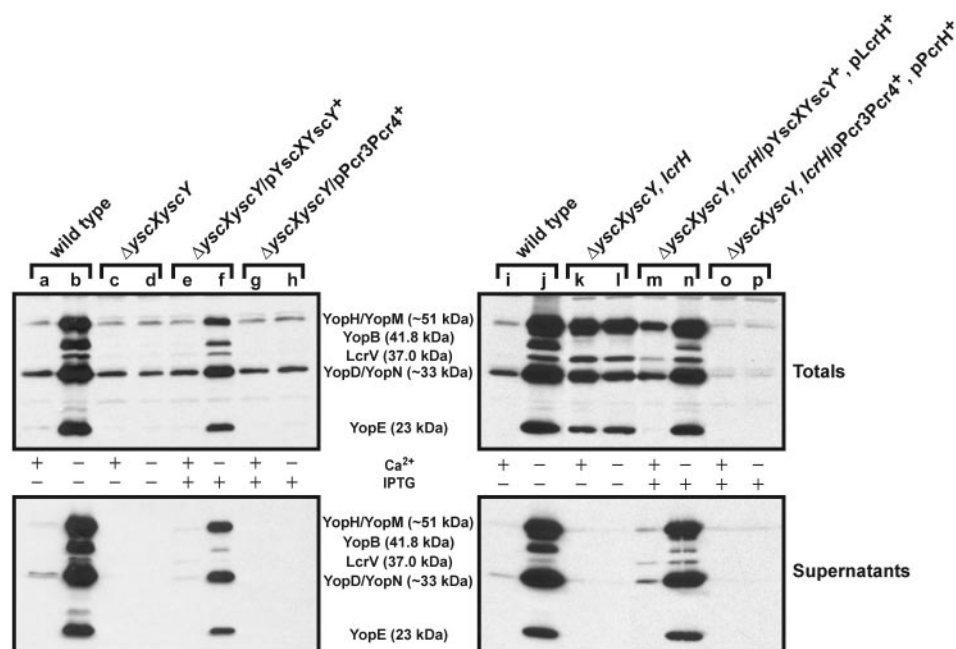 wild type
ΔyscXyscY
ΔyscXyscY/pYscXYscY+
ΔyscXyscY/pPcr3Pcr4+
wild type
ΔyscXyscY, lcrH
ΔyscXyscY, lcrH/pYscXYscY+, pLcrH+
ΔyscXyscY, lcrH/pPcr3Pcr4+, pPcrH+
a b c d e f g h
i j k l m n o p
YopH/YopM (~51 kDa)
YopB (41.8 kDa)
LcrV (37.0 kDa)
YopD/YopN (~33 kDa)
YopE (23 kDa)
Totals
+ − + − + − + − Ca2+ + − + − + − + −
− − − − + + + + IPTG − − − − + + + +
YopH/YopM (~51 kDa)
YopB (41.8 kDa)
LcrV (37.0 kDa)
YopD/YopN (~33 kDa)
YopE (23 kDa)
Supernatants